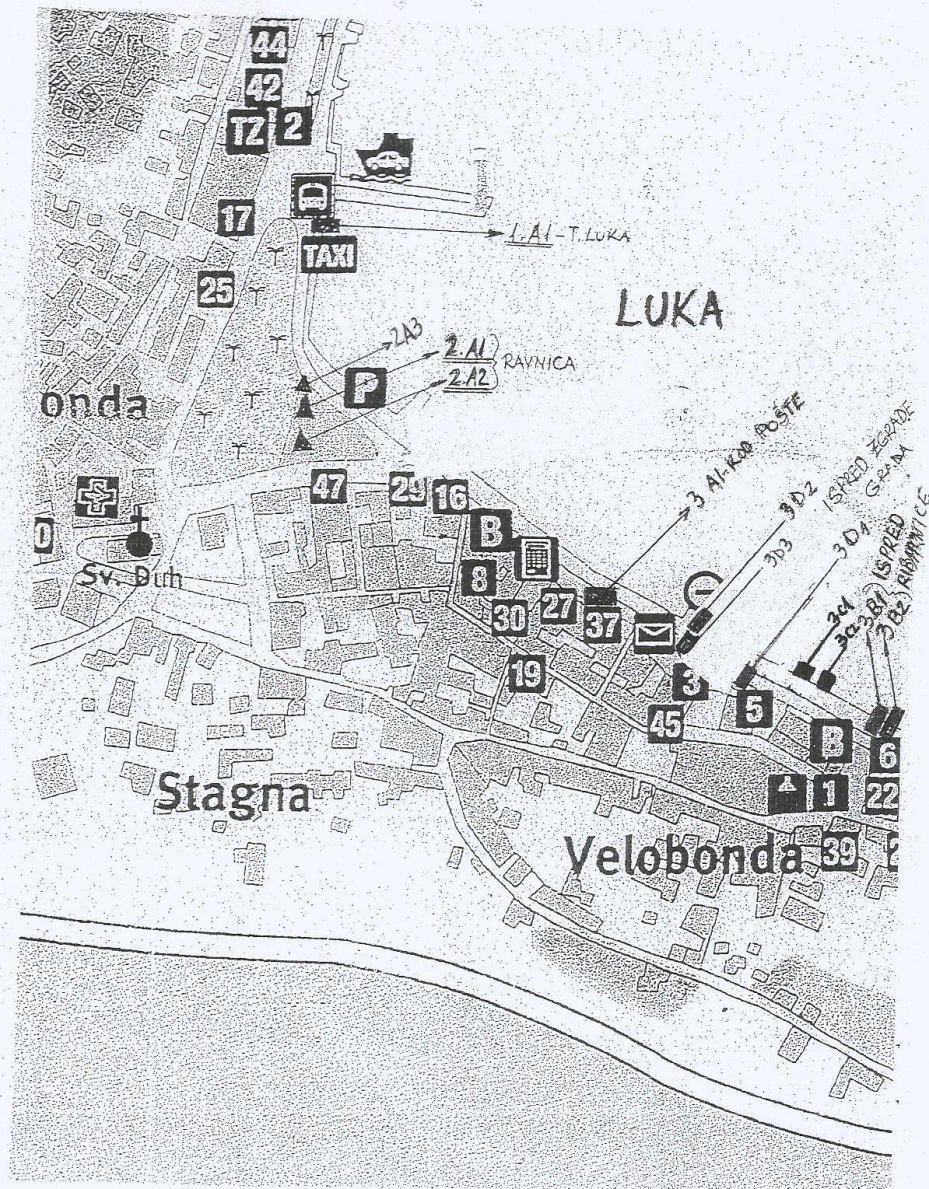 44
42
TZ 2
17
TAXI
1.A1-T.LUKA
25
LUKA
2A3
2.A1
2.A2
RAVNICA
P
onda
47
29
16
B
8
30
27
37
3 A1-KOD POŠTE
3D3
3D2
ISPRED ZGRADE
GRADA
3D1
3C1
3C2
3B1
3B2
ISPRED
RIBARNICE
0
Sv. Duh
19
3
45
5
B
6
1
22
Stagna
Velobonda
39
2